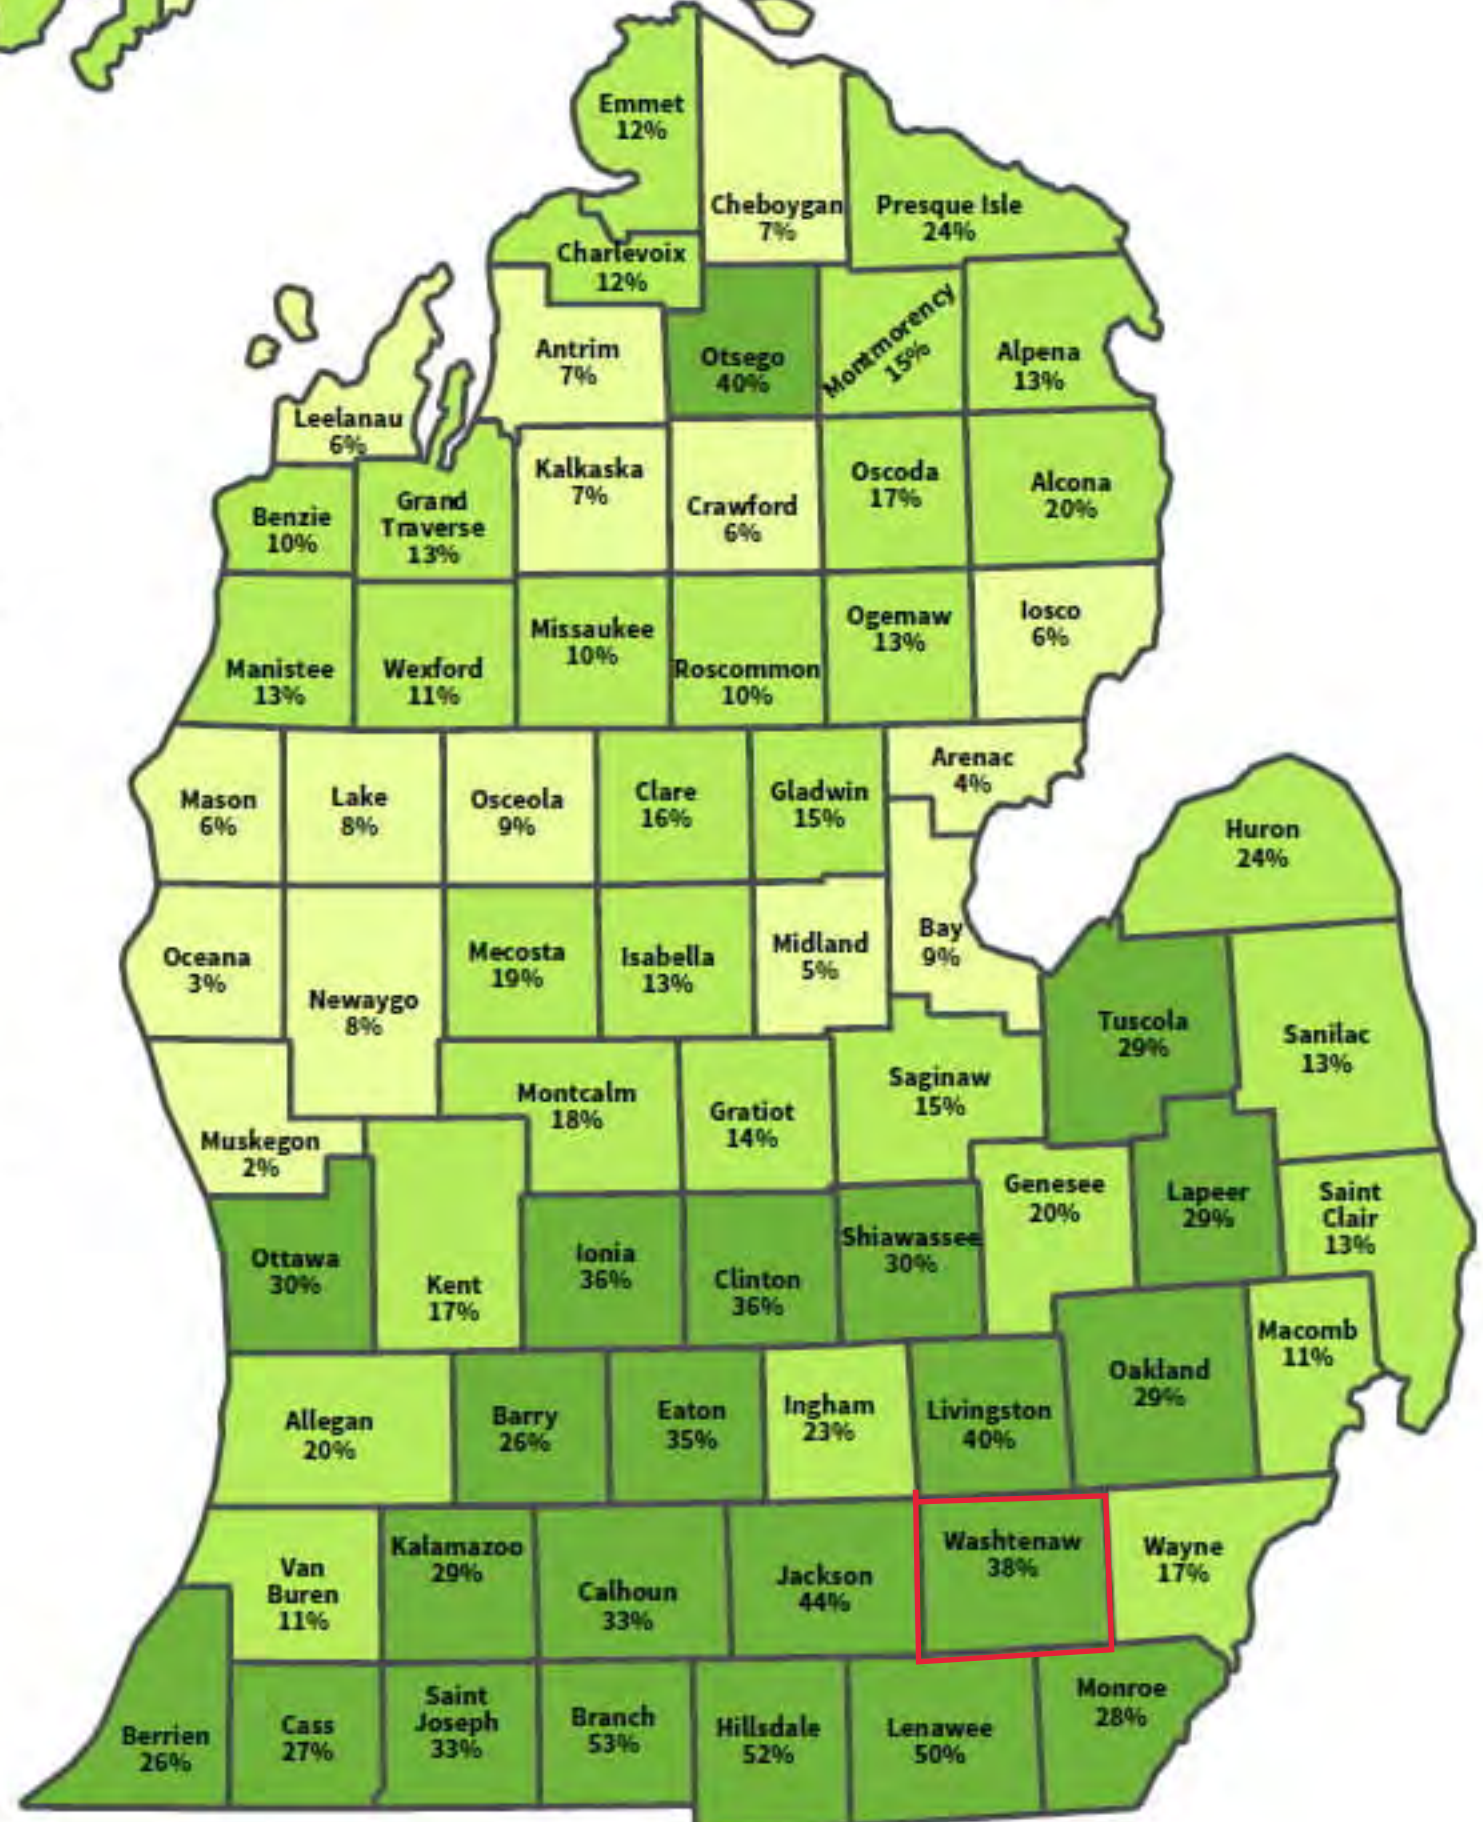 Emmet
12%
Cheboygan
7%
Presque Isle
24%
Charlevoix
12%
Antrim
7%
Otsego
40%
Montmorency
15%
Alpena
13%
Leelanau
6%
Benzie
10%
Grand
Traverse
13%
Kalkaska
7%
Crawford
6%
Oscoda
17%
Alcona
20%
Manistee
13%
Wexford
11%
Missaukee
10%
Roscommon
10%
Ogemaw
13%
Iosco
6%
Mason
6%
Lake
8%
Osceola
9%
Clare
16%
Gladwin
15%
Arenac
4%
Huron
24%
Oceana
3%
Newaygo
8%
Mecosta
19%
Isabella
13%
Midland
5%
Bay
9%
Tuscola
29%
Sanilac
13%
Muskegon
2%
Montcalm
18%
Gratiot
14%
Saginaw
15%
Genesee
20%
Lapeer
29%
Saint
Clair
13%
Ottawa
30%
Kent
17%
Ionia
36%
Clinton
36%
Shiawassee
30%
Oakland
29%
Macomb
11%
Allegan
20%
Barry
26%
Eaton
35%
Ingham
23%
Livingston
40%
Van
Buren
11%
Kalamazoo
29%
Calhoun
33%
Jackson
44%
Washtenaw
38%
Wayne
17%
Berrien
26%
Cass
27%
Saint
Joseph
33%
Branch
53%
Hillsdale
52%
Lenawee
50%
Monroe
28%